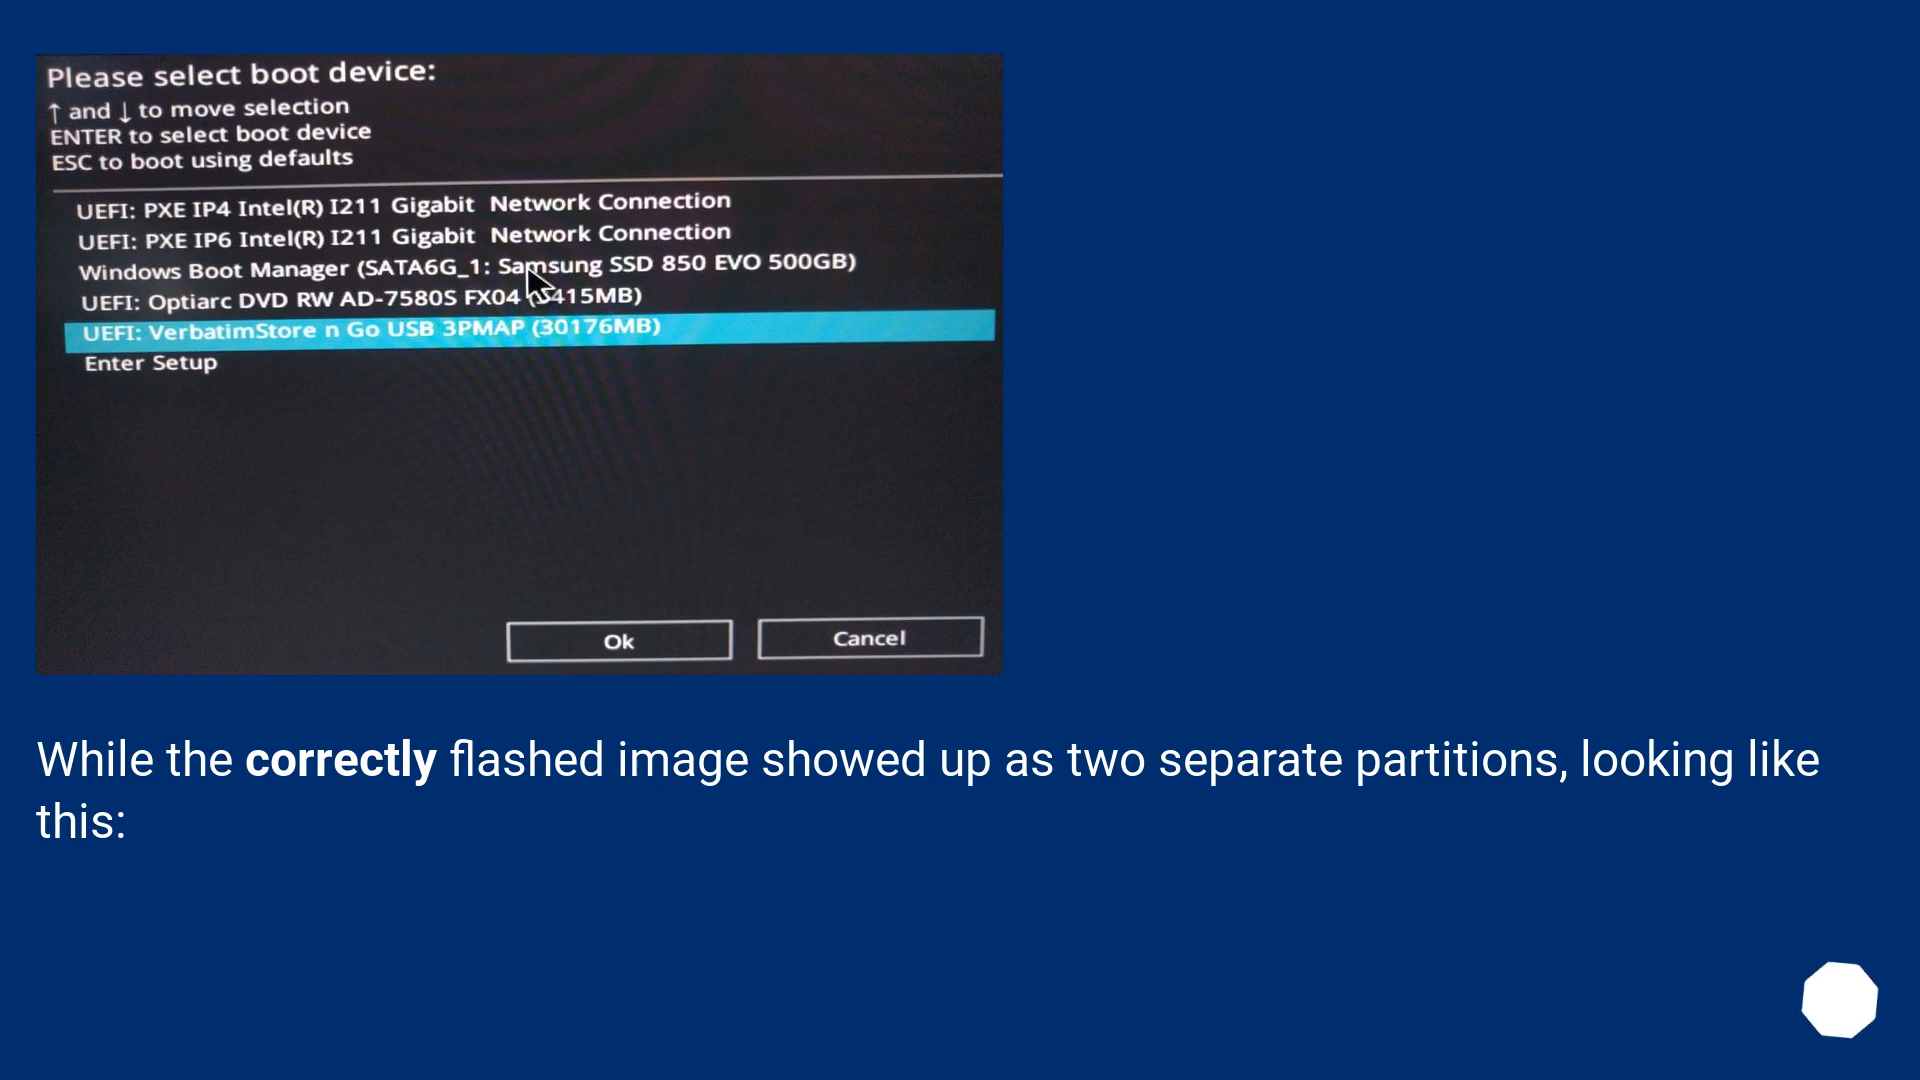 Please select boot device:
↑ and ↓ to move selection
ENTER to select boot device
ESC to boot using defaults
UEFI: PXE IP4 Intel(R) I211 Gigabit  Network Connection
UEFI: PXE IP6 Intel(R) I211 Gigabit  Network Connection
Windows Boot Manager (SATA6G_1: Samsung SSD 850 EVO 500GB)
UEFI: Optiarc DVD RW AD-7580S FX04
UEFI: VerbatimStore n Go USB 3PMAP (30176MB)
Enter Setup
Ok
Cancel
While the correctly flashed image showed up as two separate partitions, looking like
this: